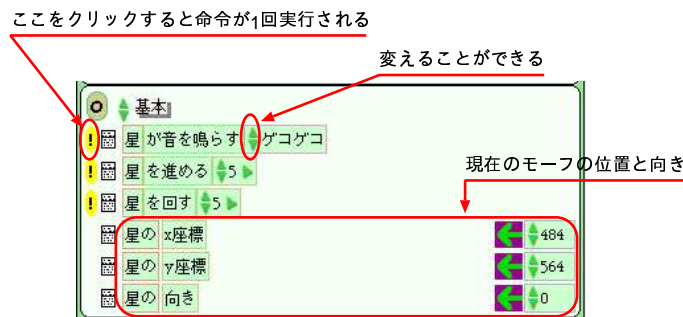 ここをクリックすると命令が1回実行される
変えることができる
基本
! 星 が音を鳴らす ゲコゲコ
現在のモーフの位置と向き
! 星 を進める 5
! 星 を回す 5
星の x座標 484
星の y座標 564
星の 向き 0